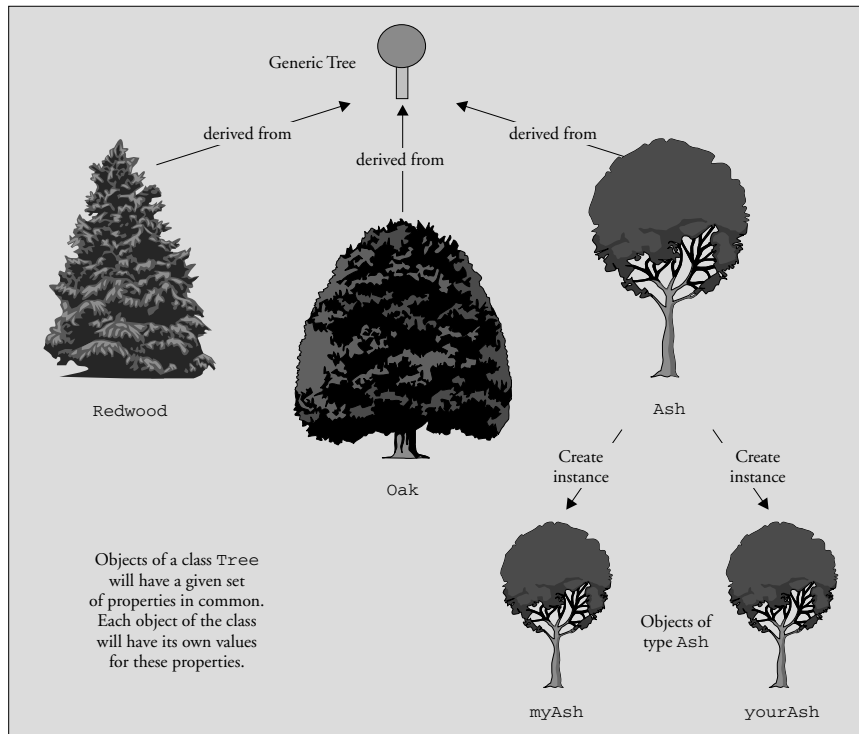 Generic Tree
derived from
derived from
derived from
Redwood
Oak
Ash
Create
instance
Create
instance
Objects of a class Tree
will have a given set
of properties in common.
Each object of the class
will have its own values
for these properties.
Objects of
type Ash
myAsh
yourAsh